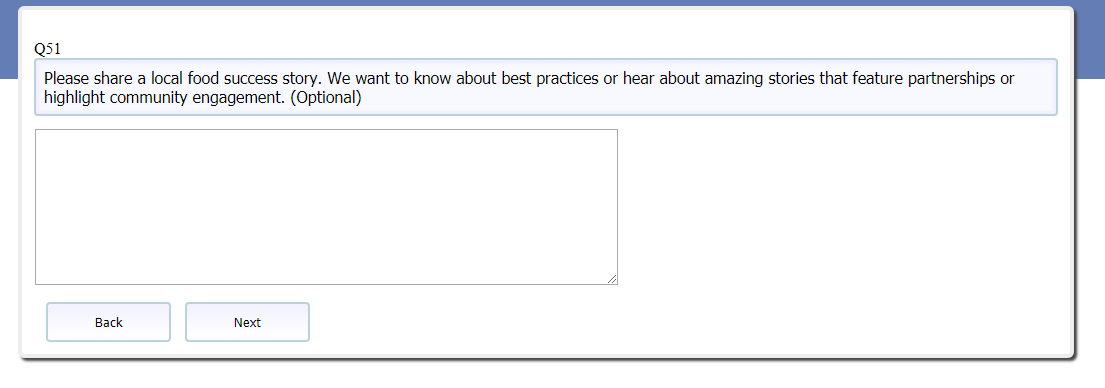 Q51
Please share a local food success story. We want to know about best practices or hear about amazing stories that feature partnerships or
highlight community engagement. (Optional)
Back
Next